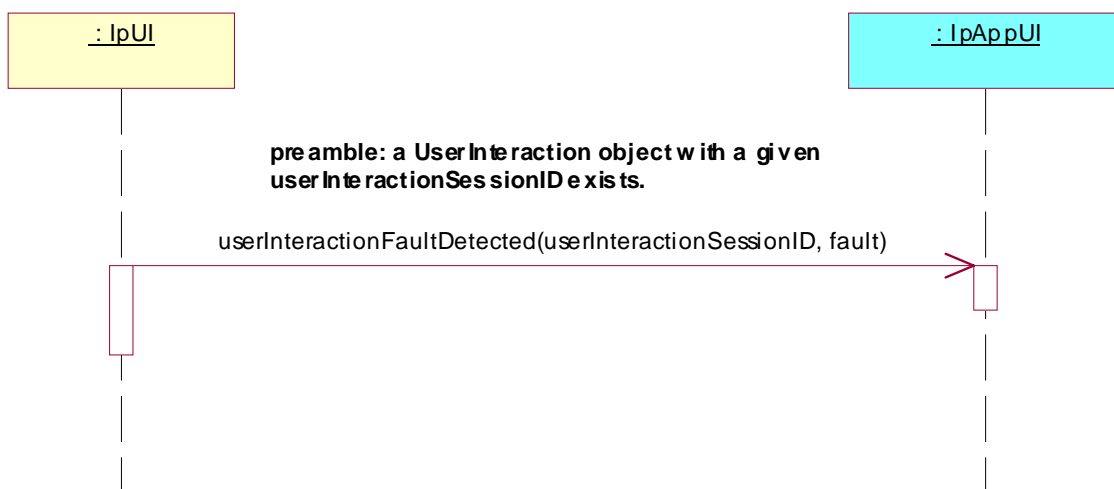 : IpUI
: IpAppUI
preamble: a UserInteraction object with a given
userInteractionSessionID exists.
userInteractionFaultDetected(userInteractionSessionID, fault)